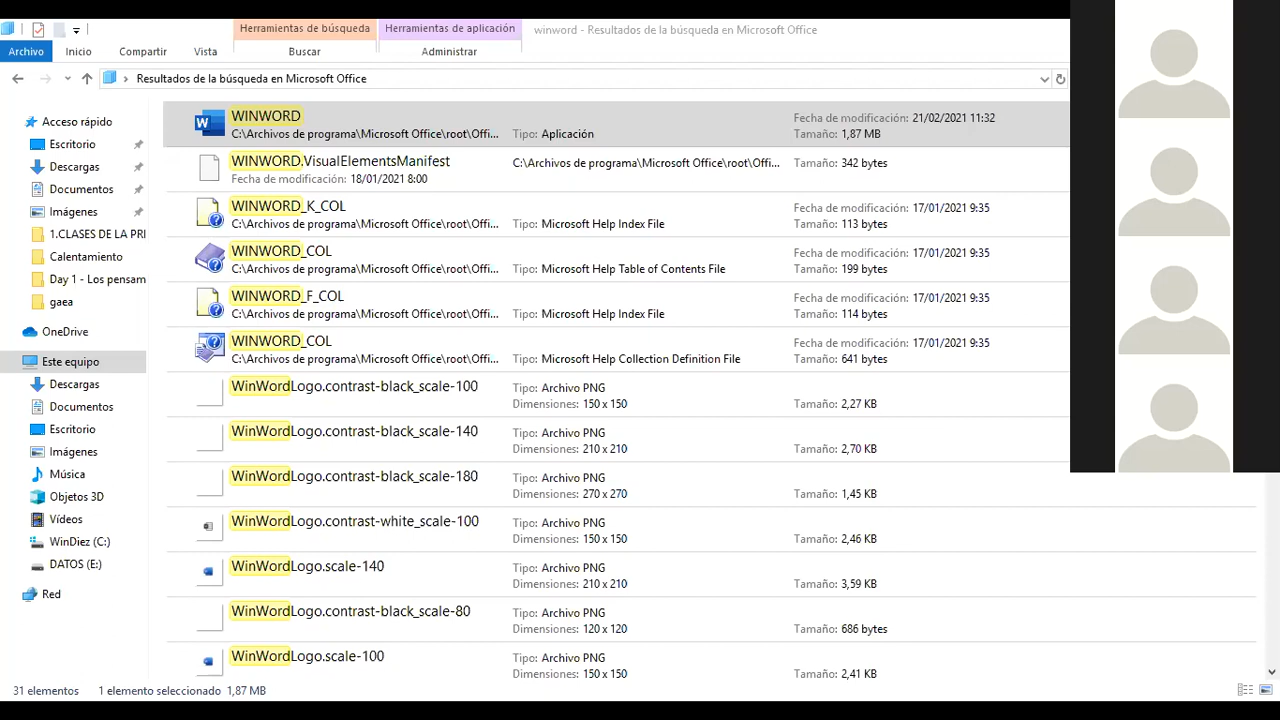 Herramientas de búsqueda Herramientas de aplicación winword - Resultados de la búsqueda en Microsoft Office
Archivo Inicio Compartir Vista Buscar Administrar
Resultados de la búsqueda en Microsoft Office
Acceso rápido
Escritorio
Descargas
Documentos
Imágenes
1.CLASES DE LA PRI
Calentamiento
Day 1 - Los pensam
gaea
OneDrive
Este equipo
Descargas
Documentos
Escritorio
Imágenes
Música
Objetos 3D
Vídeos
WinDiez (C:)
DATOS (E:)
Red
WINWORD Fecha de modificación: 21/02/2021 11:32
C:\Archivos de programa\Microsoft Office\root\Offi... Tipo: Aplicación Tamaño: 1,87 MB
WINWORD.VisualElementsManifest C:\Archivos de programa\Microsoft Office\root\Offi... Tamaño: 342 bytes
Fecha de modificación: 18/01/2021 8:00
WINWORD_K_COL Fecha de modificación: 17/01/2021 9:35
C:\Archivos de programa\Microsoft Office\root\Offi... Tipo: Microsoft Help Index File Tamaño: 113 bytes
WINWORD_COL Fecha de modificación: 17/01/2021 9:35
C:\Archivos de programa\Microsoft Office\root\Offi... Tipo: Microsoft Help Table of Contents File Tamaño: 199 bytes
WINWORD_F_COL Fecha de modificación: 17/01/2021 9:35
C:\Archivos de programa\Microsoft Office\root\Offi... Tipo: Microsoft Help Index File Tamaño: 114 bytes
WINWORD_COL Fecha de modificación: 17/01/2021 9:35
C:\Archivos de programa\Microsoft Office\root\Offi... Tipo: Microsoft Help Collection Definition File Tamaño: 641 bytes
WinWordLogo.contrast-black_scale-100 Tipo: Archivo PNG
Dimensiones: 150 x 150 Tamaño: 2,27 KB
WinWordLogo.contrast-black_scale-140 Tipo: Archivo PNG
Dimensiones: 210 x 210 Tamaño: 2,70 KB
WinWordLogo.contrast-black_scale-180 Tipo: Archivo PNG
Dimensiones: 270 x 270 Tamaño: 1,45 KB
WinWordLogo.contrast-white_scale-100 Tipo: Archivo PNG
Dimensiones: 150 x 150 Tamaño: 2,46 KB
WinWordLogo.scale-140 Tipo: Archivo PNG
Dimensiones: 210 x 210 Tamaño: 3,59 KB
WinWordLogo.contrast-black_scale-80 Tipo: Archivo PNG
Dimensiones: 120 x 120 Tamaño: 686 bytes
WinWordLogo.scale-100 Tipo: Archivo PNG
Dimensiones: 150 x 150 Tamaño: 2,41 KB
31 elementos 1 elemento seleccionado 1,87 MB